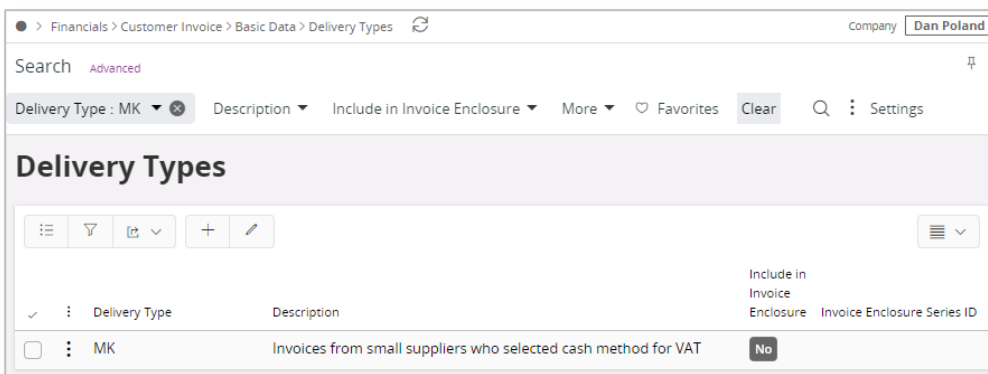 > Financials > Customer Invoice > Basic Data > Delivery Types Company Dan Poland
Search Advanced
Delivery Type : MK Description Include in Invoice Enclosure More Favorites Clear Settings
Delivery Types
Include in
Invoice
Delivery Type Description Enclosure Invoice Enclosure Series ID
MK Invoices from small suppliers who selected cash method for VAT No